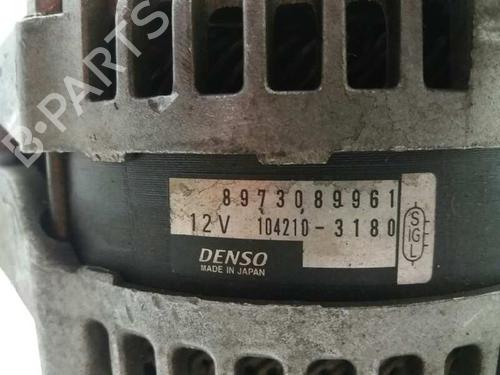 B-PARTS
8973089961
12V 104210-3180
S
IG
L
DENSO
MADE IN JAPAN